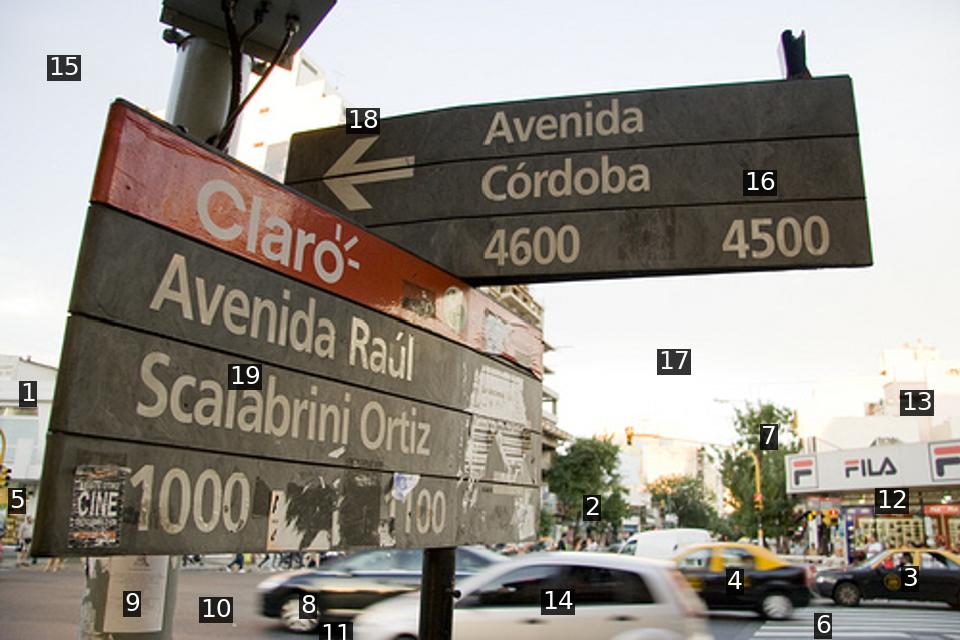 Avenida
Córdoba
4600 4500
Claro
Avenida Raúl
Scalabrini Ortiz
1000 1100
CINE
FILA